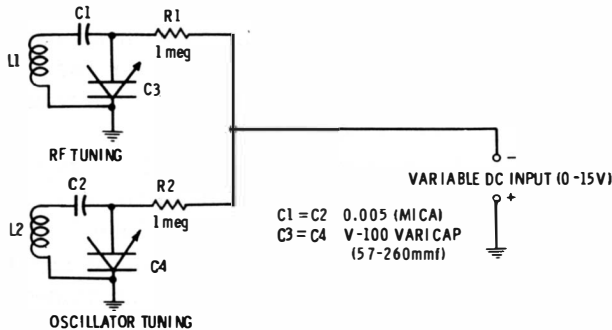 C1
R1
1 meg
L1
C3
RF TUNING
C2
R2
1 meg
L2
C4
OSCILLATOR TUNING
-
VARIABLE DC INPUT (0-15V)
+
C1 = C2 0.005 (MICA)
C3 = C4 V-100 VARICAP
(57-260mmf)